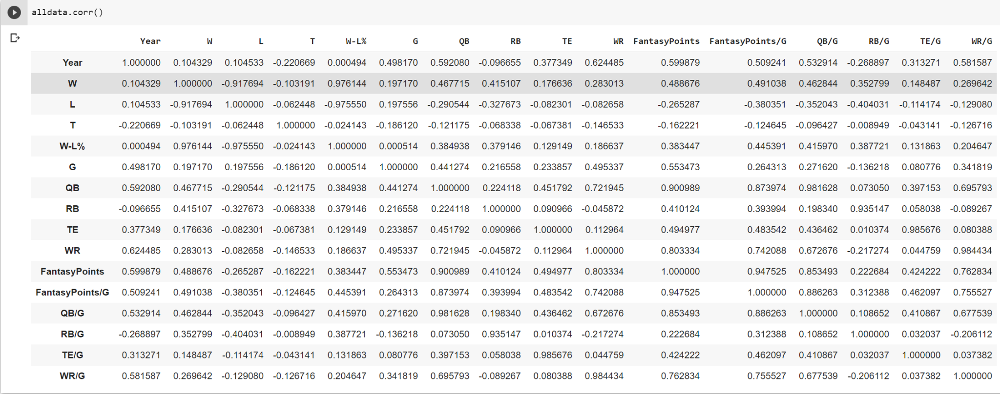 alldata.corr()
Year W L T W-L% G QB RB TE WR FantasyPoints FantasyPoints/G QB/G RB/G TE/G WR/G
Year 1.000000 0.104329 0.104533 -0.220669 0.000494 0.498170 0.592080 -0.096655 0.377349 0.624485 0.599879 0.509241 0.532914 -0.268897 0.313271 0.581587
W 0.104329 1.000000 -0.917694 -0.103191 0.976144 0.197170 0.467715 0.415107 0.176636 0.283013 0.488676 0.491038 0.462844 0.352799 0.148487 0.269642
L 0.104533 -0.917694 1.000000 -0.062448 -0.975550 0.197556 -0.290544 -0.327673 -0.082301 -0.082658 -0.265287 -0.380351 -0.352043 -0.404031 -0.114174 -0.129080
T -0.220669 -0.103191 -0.062448 1.000000 -0.024143 -0.186120 -0.121175 -0.068338 -0.067381 -0.146533 -0.162221 -0.124645 -0.096427 -0.008949 -0.043141 -0.126716
W-L% 0.000494 0.976144 -0.975550 -0.024143 1.000000 0.000514 0.384938 0.379146 0.129149 0.186637 0.383447 0.445391 0.415970 0.387721 0.131863 0.204647
G 0.498170 0.197170 0.197556 -0.186120 0.000514 1.000000 0.441274 0.216558 0.233857 0.495337 0.553473 0.264313 0.271620 -0.136218 0.080776 0.341819
QB 0.592080 0.467715 -0.290544 -0.121175 0.384938 0.441274 1.000000 0.224118 0.451792 0.721945 0.900989 0.873974 0.981628 0.073050 0.397153 0.695793
RB -0.096655 0.415107 -0.327673 -0.068338 0.379146 0.216558 0.224118 1.000000 0.090966 -0.045872 0.410124 0.393994 0.198340 0.935147 0.058038 -0.089267
TE 0.377349 0.176636 -0.082301 -0.067381 0.129149 0.233857 0.451792 0.090966 1.000000 0.112964 0.494977 0.483542 0.436462 0.010374 0.985676 0.080388
WR 0.624485 0.283013 -0.082658 -0.146533 0.186637 0.495337 0.721945 -0.045872 0.112964 1.000000 0.803334 0.742088 0.672676 -0.217274 0.044759 0.984434
FantasyPoints 0.599879 0.488676 -0.265287 -0.162221 0.383447 0.553473 0.900989 0.410124 0.494977 0.803334 1.000000 0.947525 0.853493 0.222684 0.424222 0.762834
FantasyPoints/G 0.509241 0.491038 -0.380351 -0.124645 0.445391 0.264313 0.873974 0.393994 0.483542 0.742088 0.947525 1.000000 0.886263 0.312388 0.462097 0.755527
QB/G 0.532914 0.462844 -0.352043 -0.096427 0.415970 0.271620 0.981628 0.198340 0.436462 0.672676 0.853493 0.886263 1.000000 0.108652 0.410867 0.677539
RB/G -0.268897 0.352799 -0.404031 -0.008949 0.387721 -0.136218 0.073050 0.935147 0.010374 -0.217274 0.222684 0.312388 0.108652 1.000000 0.032037 -0.206112
TE/G 0.313271 0.148487 -0.114174 -0.043141 0.131863 0.080776 0.397153 0.058038 0.985676 0.044759 0.424222 0.462097 0.410867 0.032037 1.000000 0.037382
WR/G 0.581587 0.269642 -0.129080 -0.126716 0.204647 0.341819 0.695793 -0.089267 0.080388 0.984434 0.762834 0.755527 0.677539 -0.206112 0.037382 1.000000